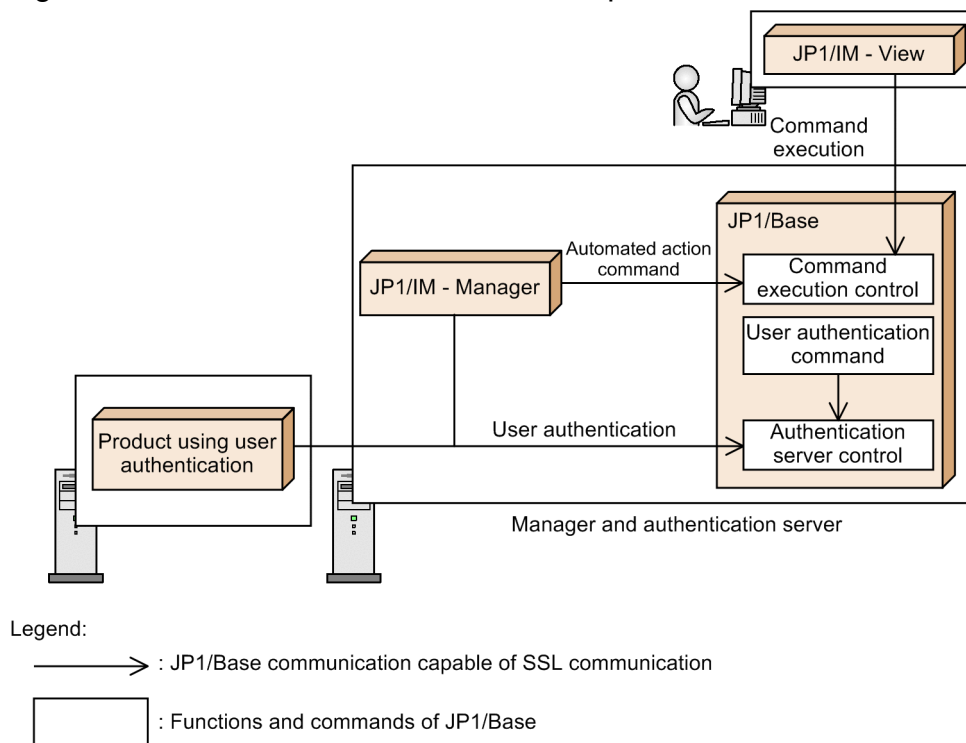 JP1/IM - View
Command
execution
JP1/Base
Automated action
command
Command
execution control
JP1/IM - Manager
User authentication
command
Product using user
authentication
User authentication
Authentication
server control
Manager and authentication server
Legend:
: JP1/Base communication capable of SSL communication
: Functions and commands of JP1/Base